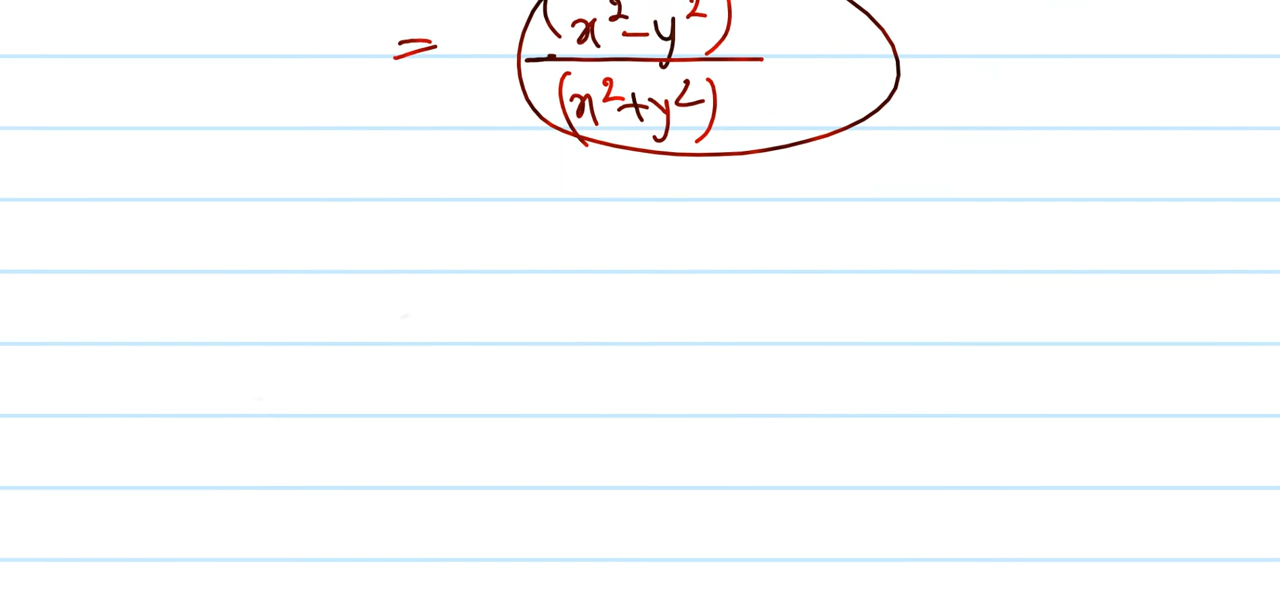 = (x²-y²)
(x²+y²)